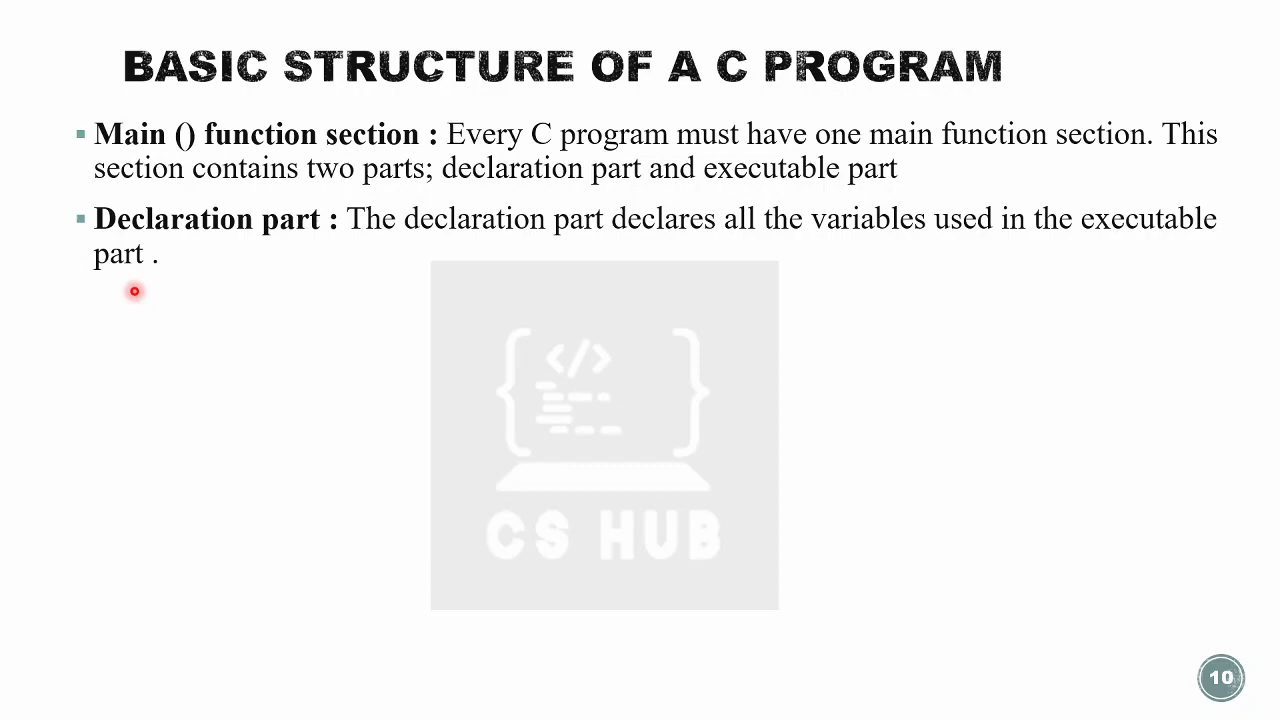 BASIC STRUCTURE OF A C PROGRAM
▪ Main () function section : Every C program must have one main function section. This
section contains two parts; declaration part and executable part
▪ Declaration part : The declaration part declares all the variables used in the executable
part .
</>
CS HUB
10